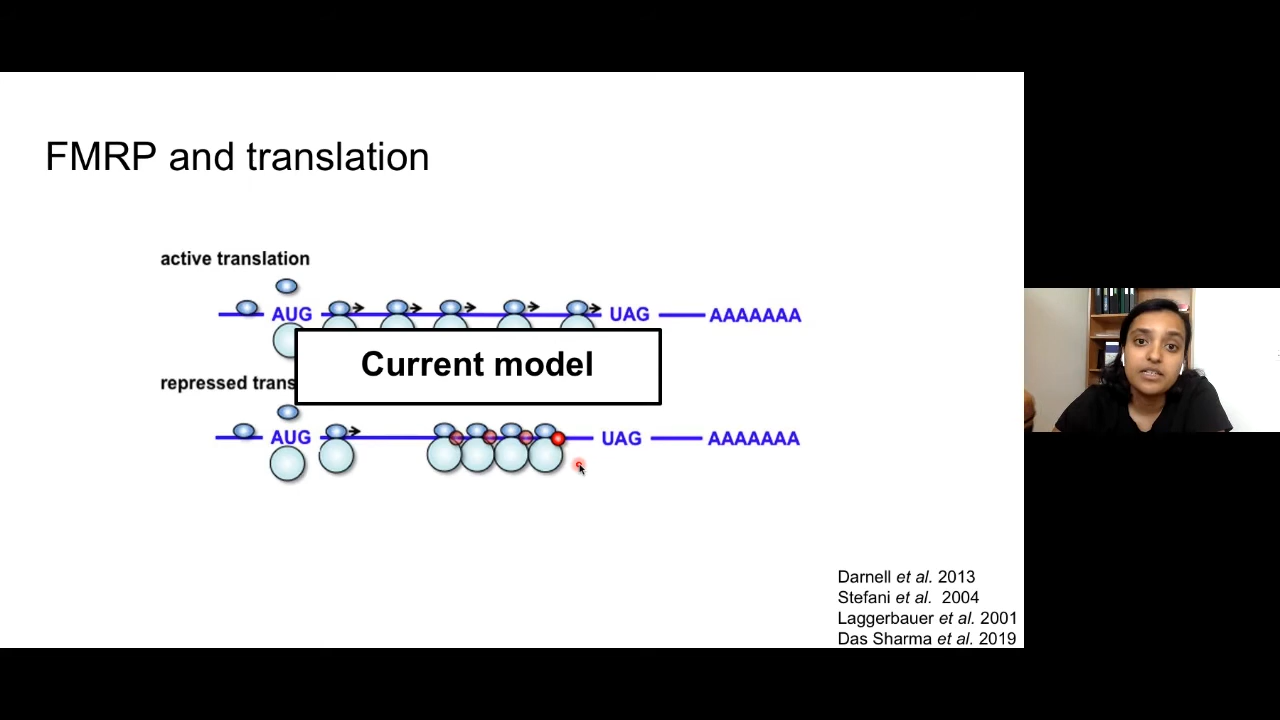 FMRP and translation
active translation
AUG UAG AAAAAAA
Current model
repressed trans
AUG UAG AAAAAAA
Darnell et al. 2013
Stefani et al. 2004
Laggerbauer et al. 2001
Das Sharma et al. 2019